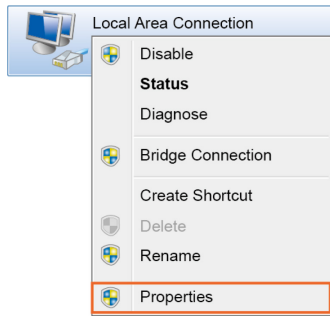 Local Area Connection
Disable
Status
Diagnose
Bridge Connection
Create Shortcut
Delete
Rename
Properties